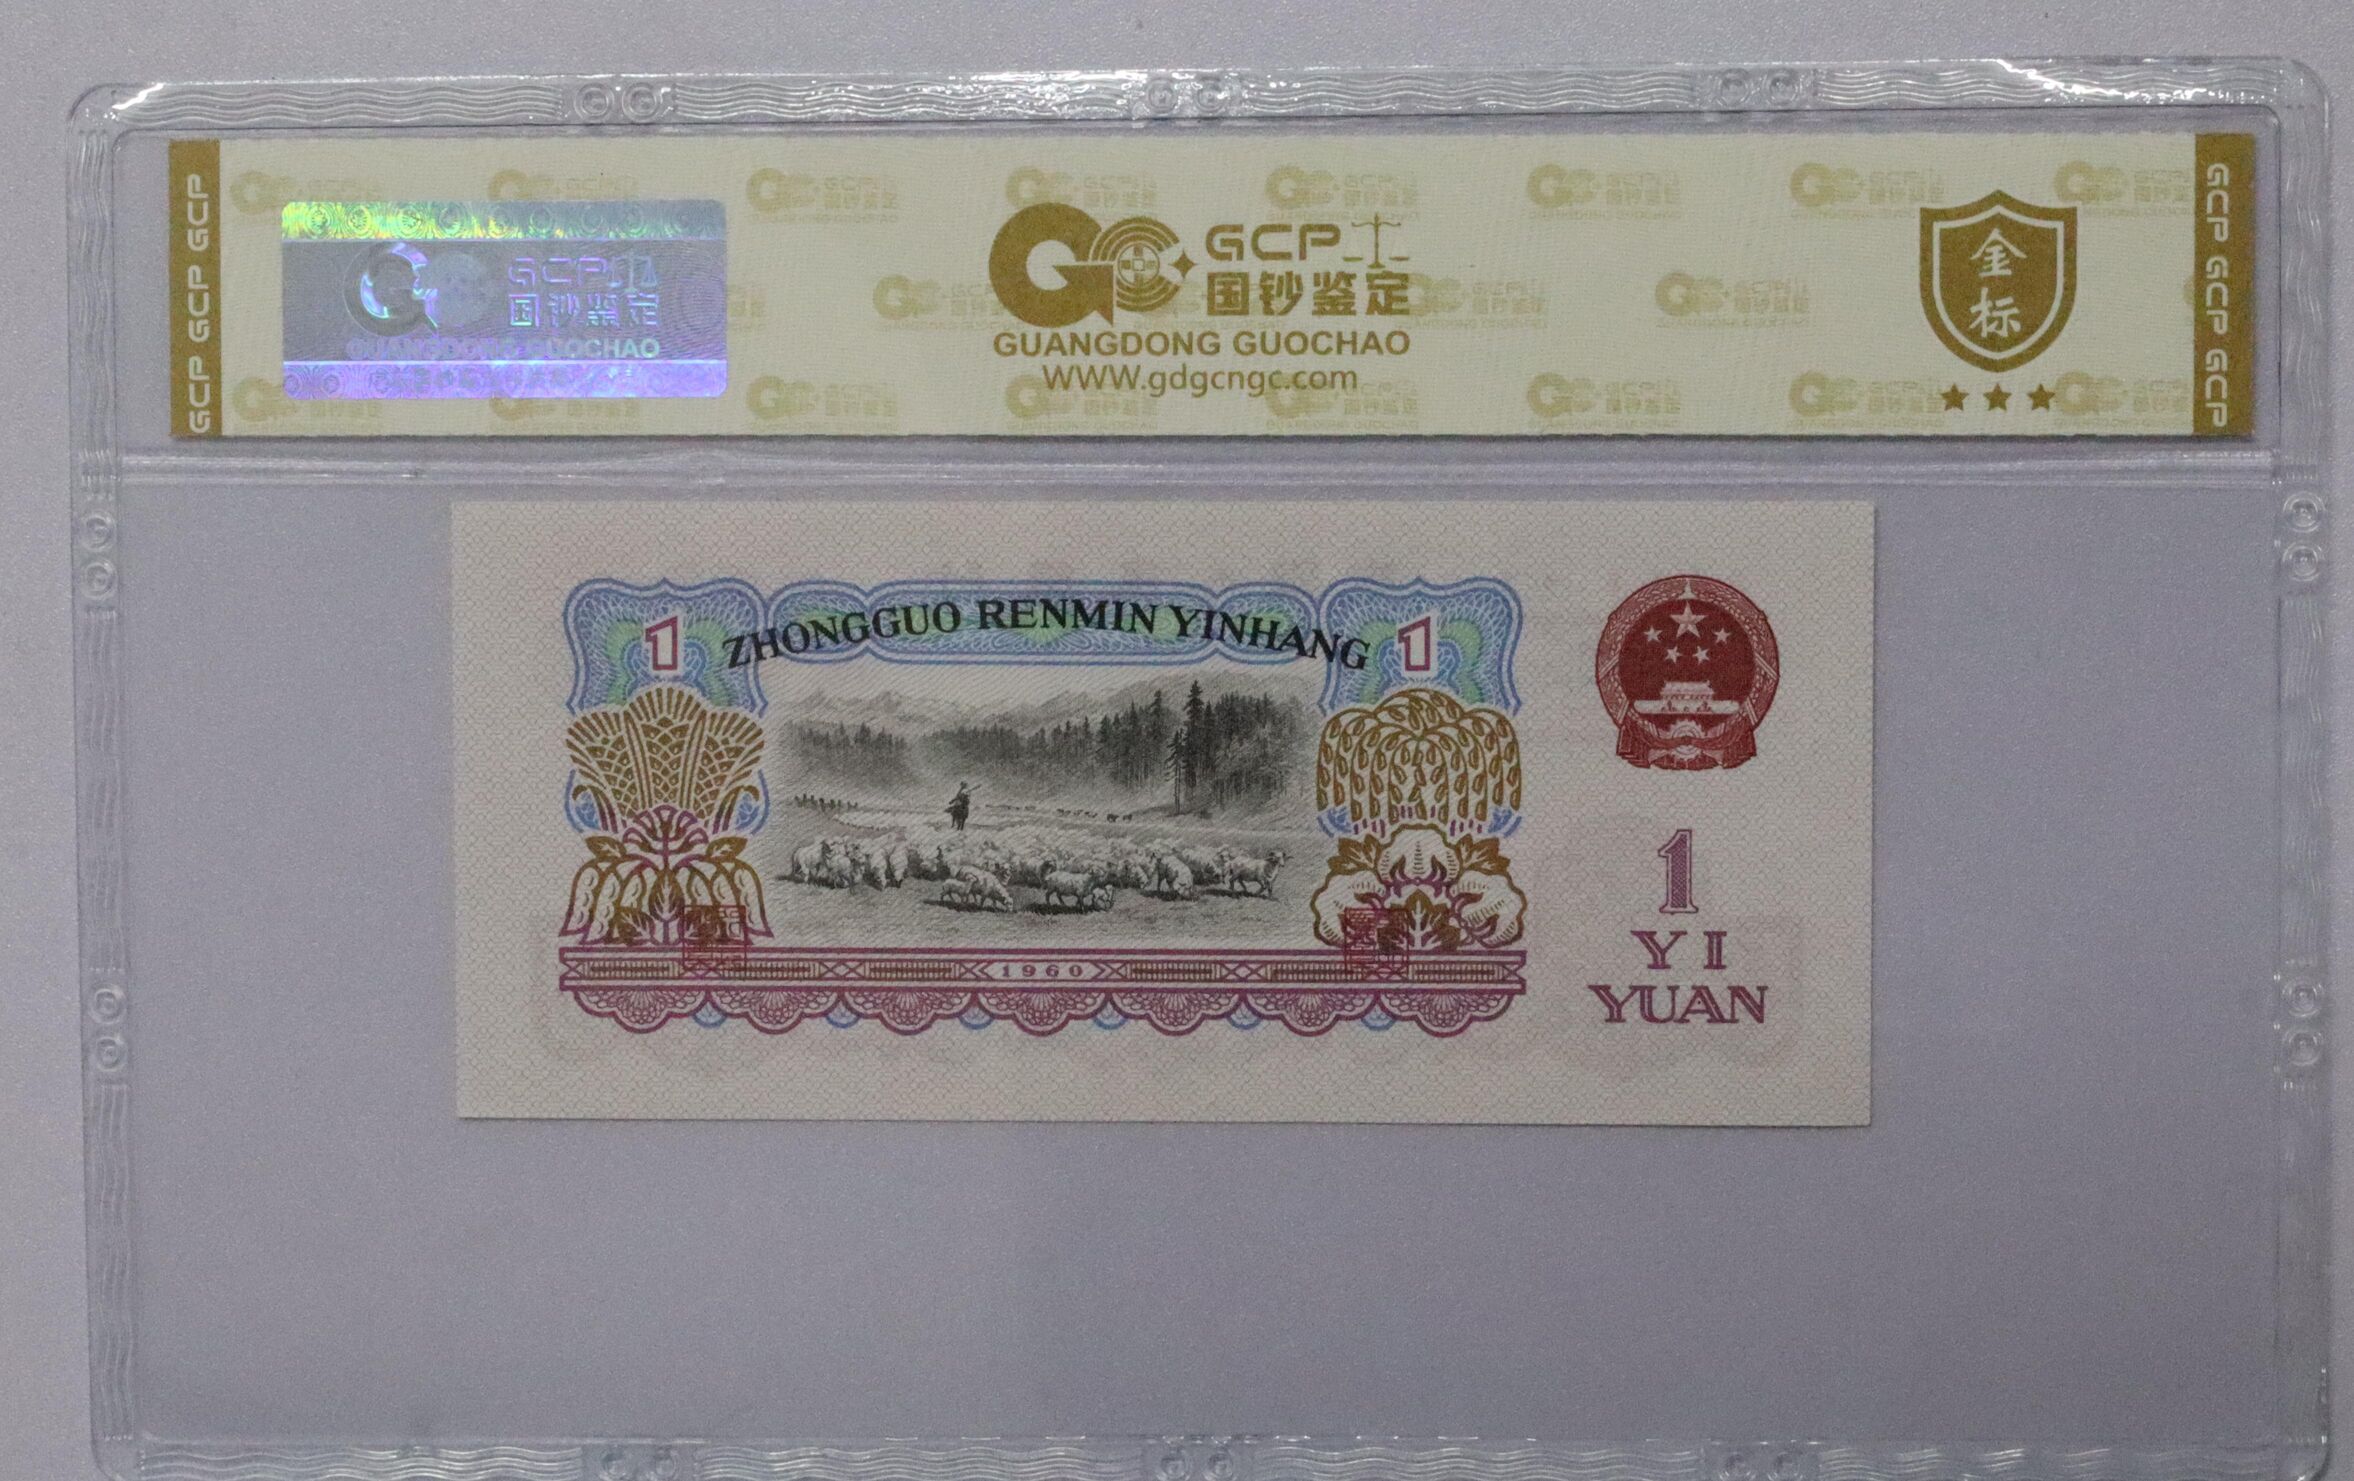 GCP GCP GCP
GCP
国钞鉴定
GUANGDONG GUOCHAO
GCP
国钞鉴定
GUANGDONG GUOCHAO
WWW.gdgcngc.com
金
标
GCP GCP GCP
1
ZHONGGUO RENMIN YINHANG
1
1960
1
YI
YUAN